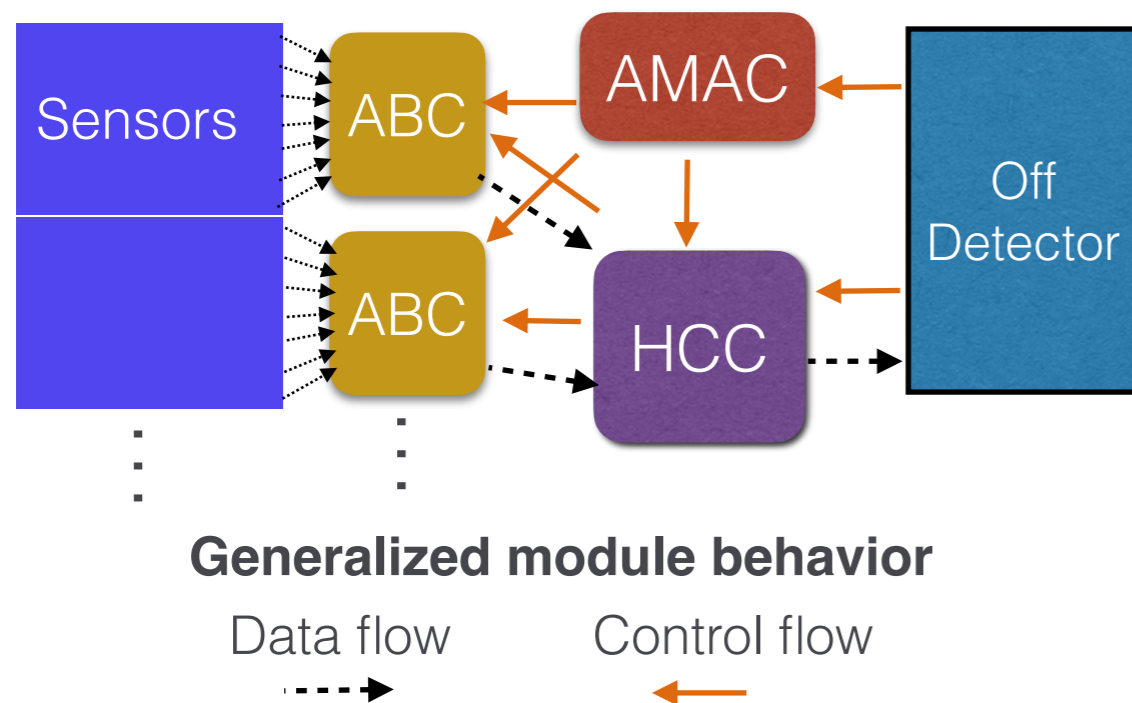 Sensors
ABC
AMAC
Off
Detector
ABC
HCC
Generalized module behavior
Data flow
Control flow